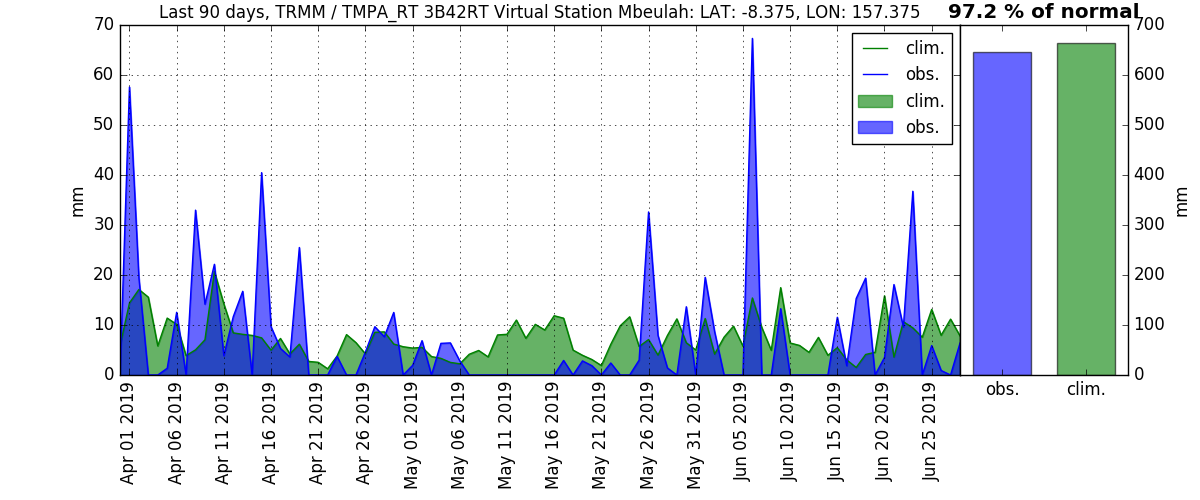 Last 90 days, TRMM / TMPA_RT 3B42RT Virtual Station Mbeulah: LAT: -8.375, LON: 157.375
97.2 % of normal
70
60
50
40
30
20
10
0
mm
clim.
obs.
clim.
obs.
700
600
500
400
300
200
100
0
mm
obs.
clim.
Apr 01 2019
Apr 06 2019
Apr 11 2019
Apr 16 2019
Apr 21 2019
Apr 26 2019
May 01 2019
May 06 2019
May 11 2019
May 16 2019
May 21 2019
May 26 2019
May 31 2019
Jun 05 2019
Jun 10 2019
Jun 15 2019
Jun 20 2019
Jun 25 2019